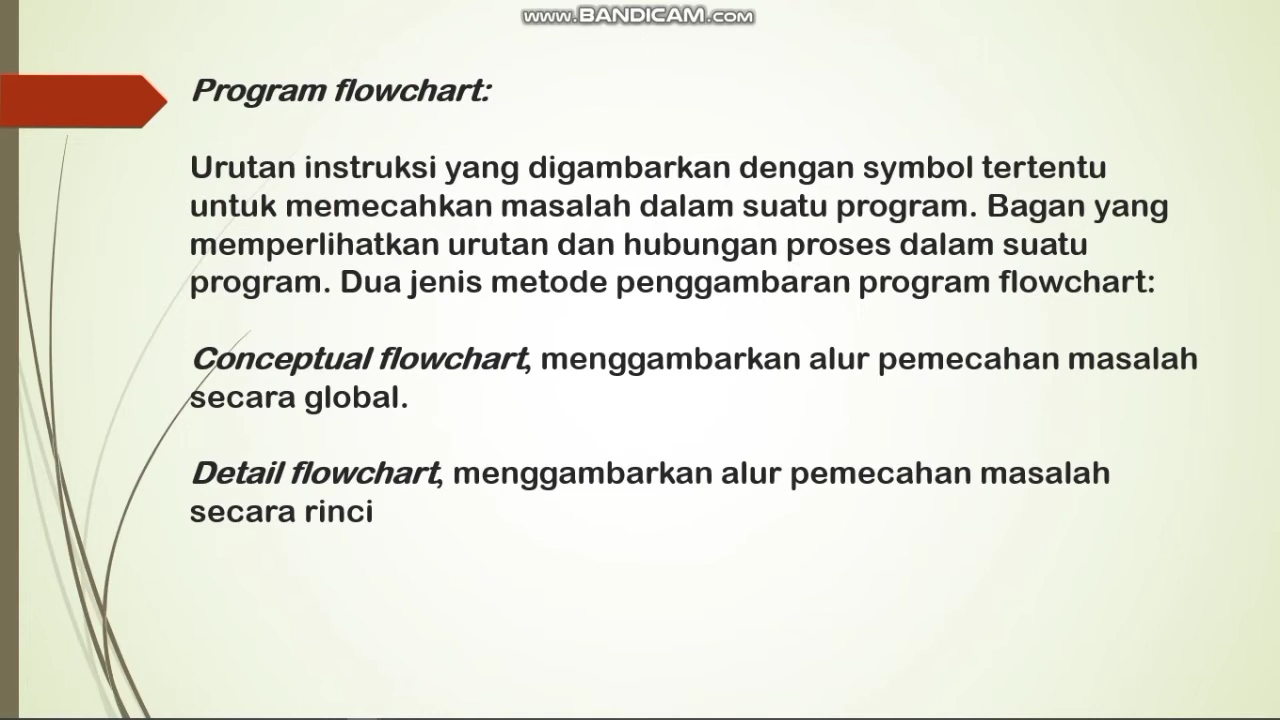 www.BANDICAM.com
Program flowchart:
Urutan instruksi yang digambarkan dengan symbol tertentu
untuk memecahkan masalah dalam suatu program. Bagan yang
memperlihatkan urutan dan hubungan proses dalam suatu
program. Dua jenis metode penggambaran program flowchart:
Conceptual flowchart, menggambarkan alur pemecahan masalah
secara global.
Detail flowchart, menggambarkan alur pemecahan masalah
secara rinci